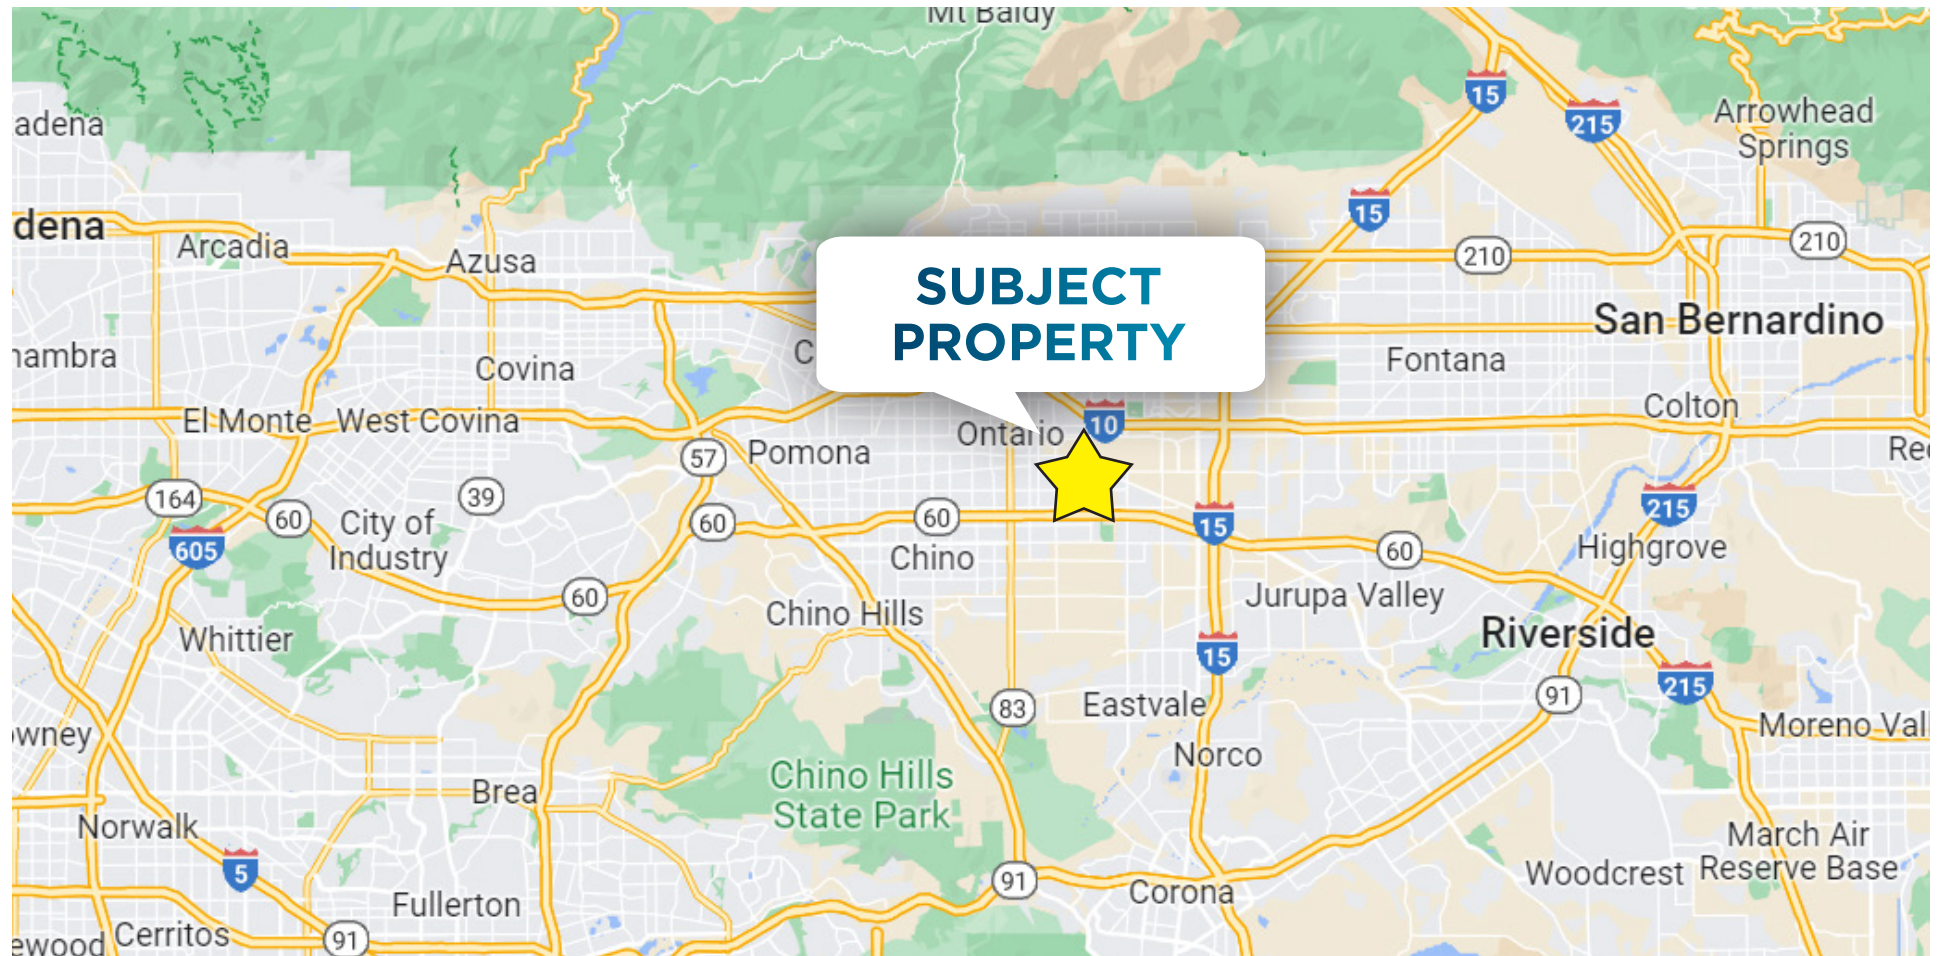 Mt Baldy
15
215
Arrowhead
Springs
adena
15
dena
Arcadia
Azusa
210
210
SUBJECT
PROPERTY
San Bernardino
hambra
Covina
C
Fontana
El Monte
West Covina
Ontario
10
Colton
Pomona
57
Re
164
39
60
City of
Industry
60
60
15
215
605
Chino
60
Highgrove
60
Jurupa Valley
Chino Hills
Whittier
Riverside
15
215
91
83
Eastvale
owney
Moreno Val
Norco
Chino Hills
State Park
Brea
Norwalk
March Air
Reserve Base
5
91
Corona
Woodcrest
Fullerton
ewood
Cerritos
91